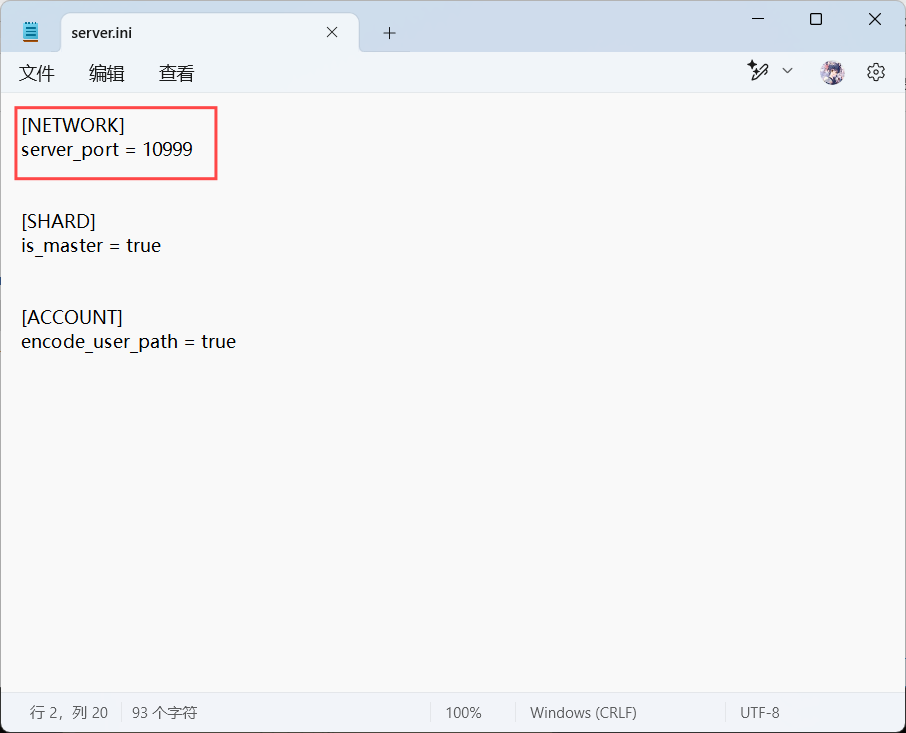 server.ini
文件 编辑 查看
[NETWORK]
server_port = 10999
[SHARD]
is_master = true
[ACCOUNT]
encode_user_path = true
行 2，列 20 93 个字符 100% Windows (CRLF) UTF-8